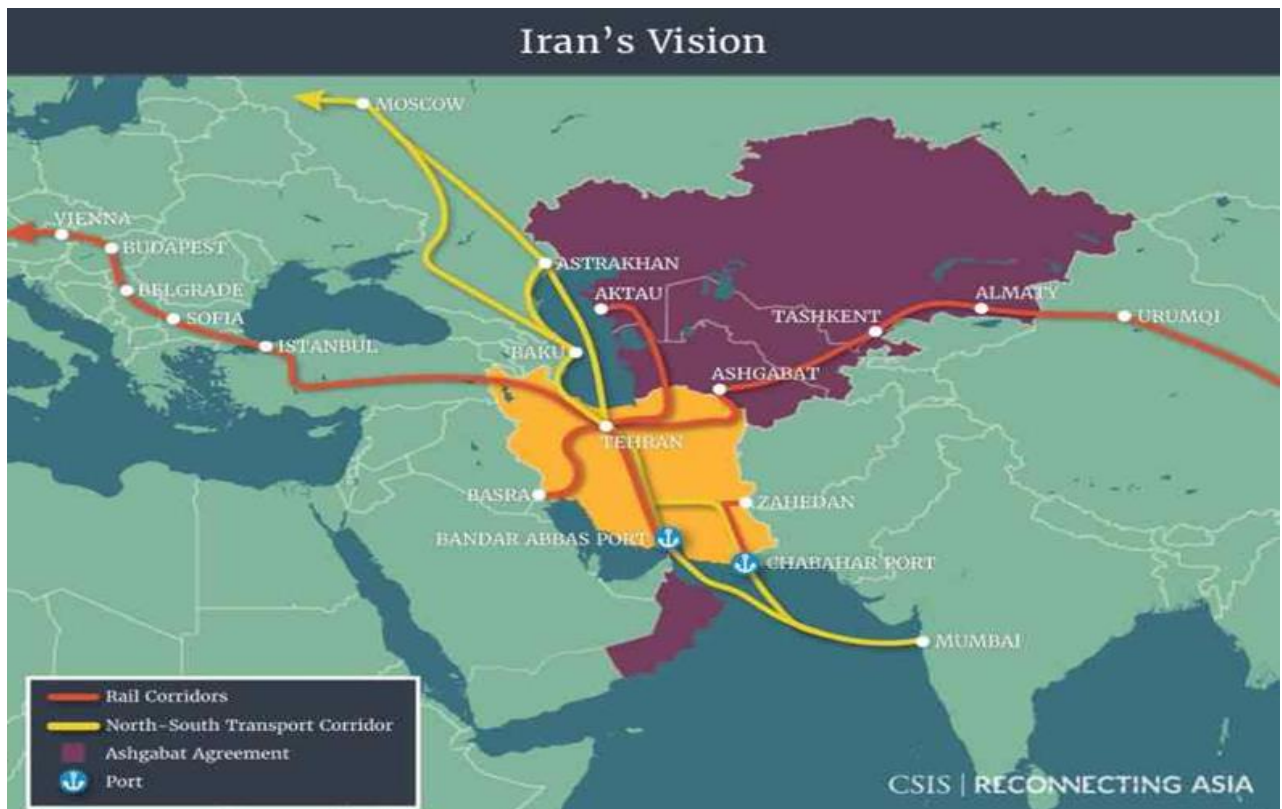 Iran's Vision
MOSCOW
VIENNA
BUDAPEST
BELGRADE
SOFIA
ISTANBUL
ASTRAKHAN
AKTAU
BAKU
TASHKENT
ALMATY
URUMQI
ASHGABAT
TEHRAN
BASRA
ZAHEDAN
BANDAR ABBAS PORT
CHABAHAR PORT
MUMBAI
Rail Corridors
North-South Transport Corridor
Ashgabat Agreement
Port
CSIS | RECONNECTING ASIA